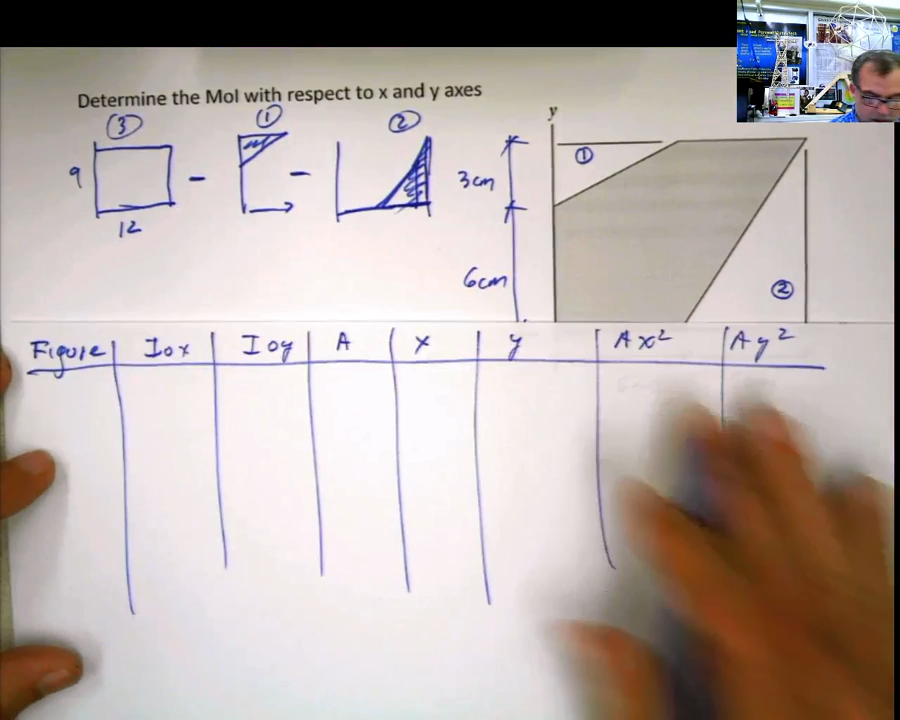 Determine the MoI with respect to x and y axes
③ ① ②
9 - -
12
y
①
3cm
6cm
②
Figure Iox Ioy A x y Ax² Ay²